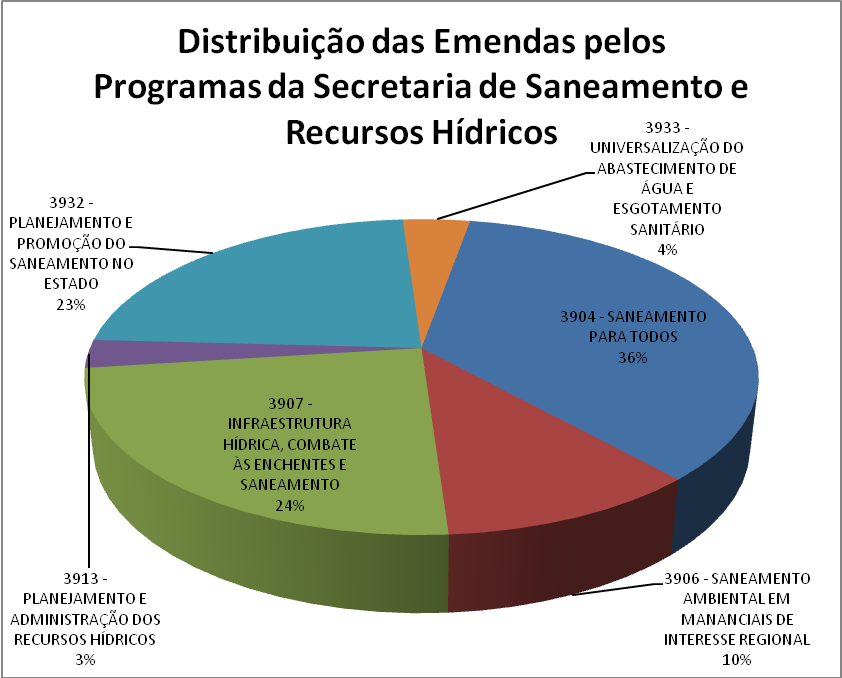 Distribuição das Emendas pelos
Programas da Secretaria de Saneamento e
Recursos Hídricos
3933 -
UNIVERSALIZAÇÃO DO
ABASTECIMENTO DE
ÁGUA E
ESGOTAMENTO
SANITÁRIO
4%
3932 -
PLANEJAMENTO E
PROMOÇÃO DO
SANEAMENTO NO
ESTADO
23%
3904 - SANEAMENTO
PARA TODOS
36%
3907 -
INFRAESTRUTURA
HÍDRICA, COMBATE
ÀS ENCHENTES E
SANEAMENTO
24%
3913 -
PLANEJAMENTO E
ADMINISTRAÇÃO DOS
RECURSOS HÍDRICOS
3%
3906 - SANEAMENTO
AMBIENTAL EM
MANANCIAIS DE
INTERESSE REGIONAL
10%